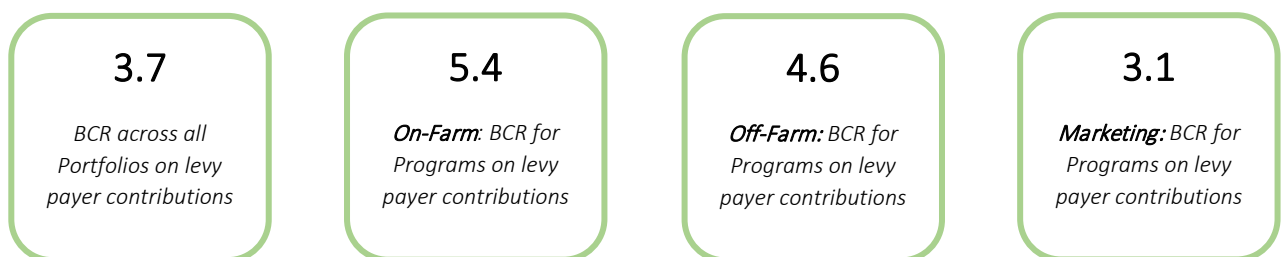 3.7
BCR across all
Portfolios on levy
payer contributions
5.4
On-Farm: BCR for
Programs on levy
payer contributions
4.6
Off-Farm: BCR for
Programs on levy
payer contributions
3.1
Marketing: BCR for
Programs on levy
payer contributions